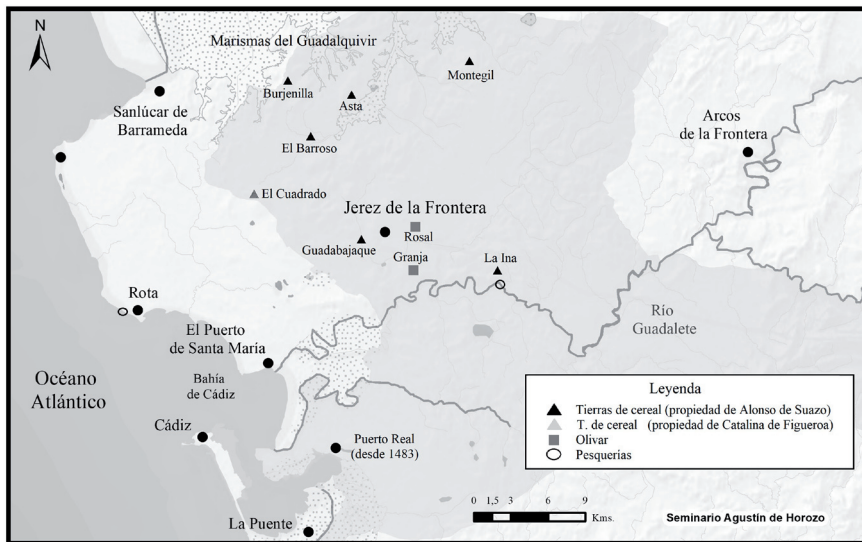 Marismas del Guadalquivir
Montegil
Burjenilla
Asta
Sanlúcar de
Barrameda
Arcos
de la Frontera
El Barroso
El Cuadrado
Jerez de la Frontera
Rosal
Guadabajaque
Granja
La Ina
Rota
Río
Guadalete
El Puerto
de Santa María
Océano
Atlántico
Bahía
de Cádiz
Cádiz
Puerto Real
(desde 1483)
La Puente
Leyenda
Tierras de cereal (propiedad de Alonso de Suazo)
T. de cereal (propiedad de Catalina de Figueroa)
Olivar
Pesquerías
0 1,5 3 6 9
Kms.
Seminario Agustín de Horozo
N